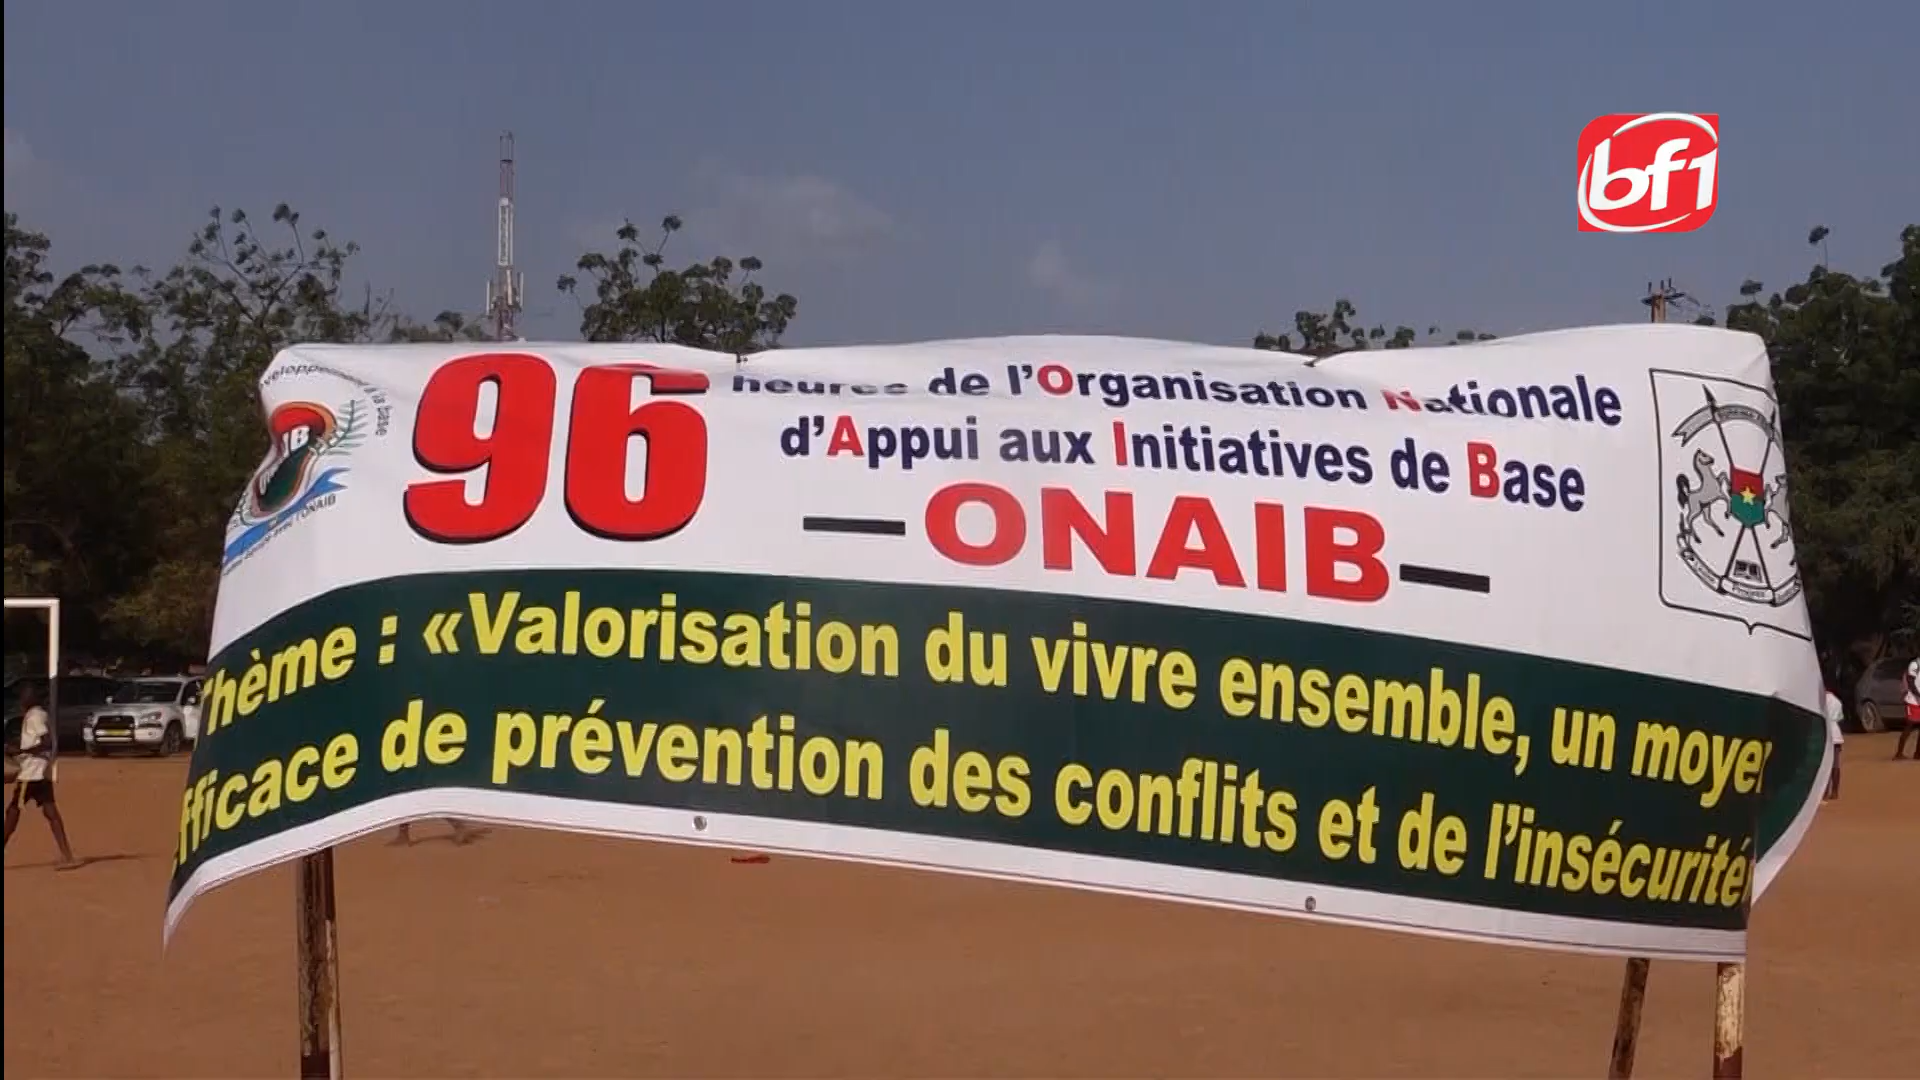 bf1
96 heures de l'Organisation Nationale
d'Appui aux Initiatives de Base
—ONAIB—
Thème : «Valorisation du vivre ensemble, un moyen
efficace de prévention des conflits et de l'insécurité